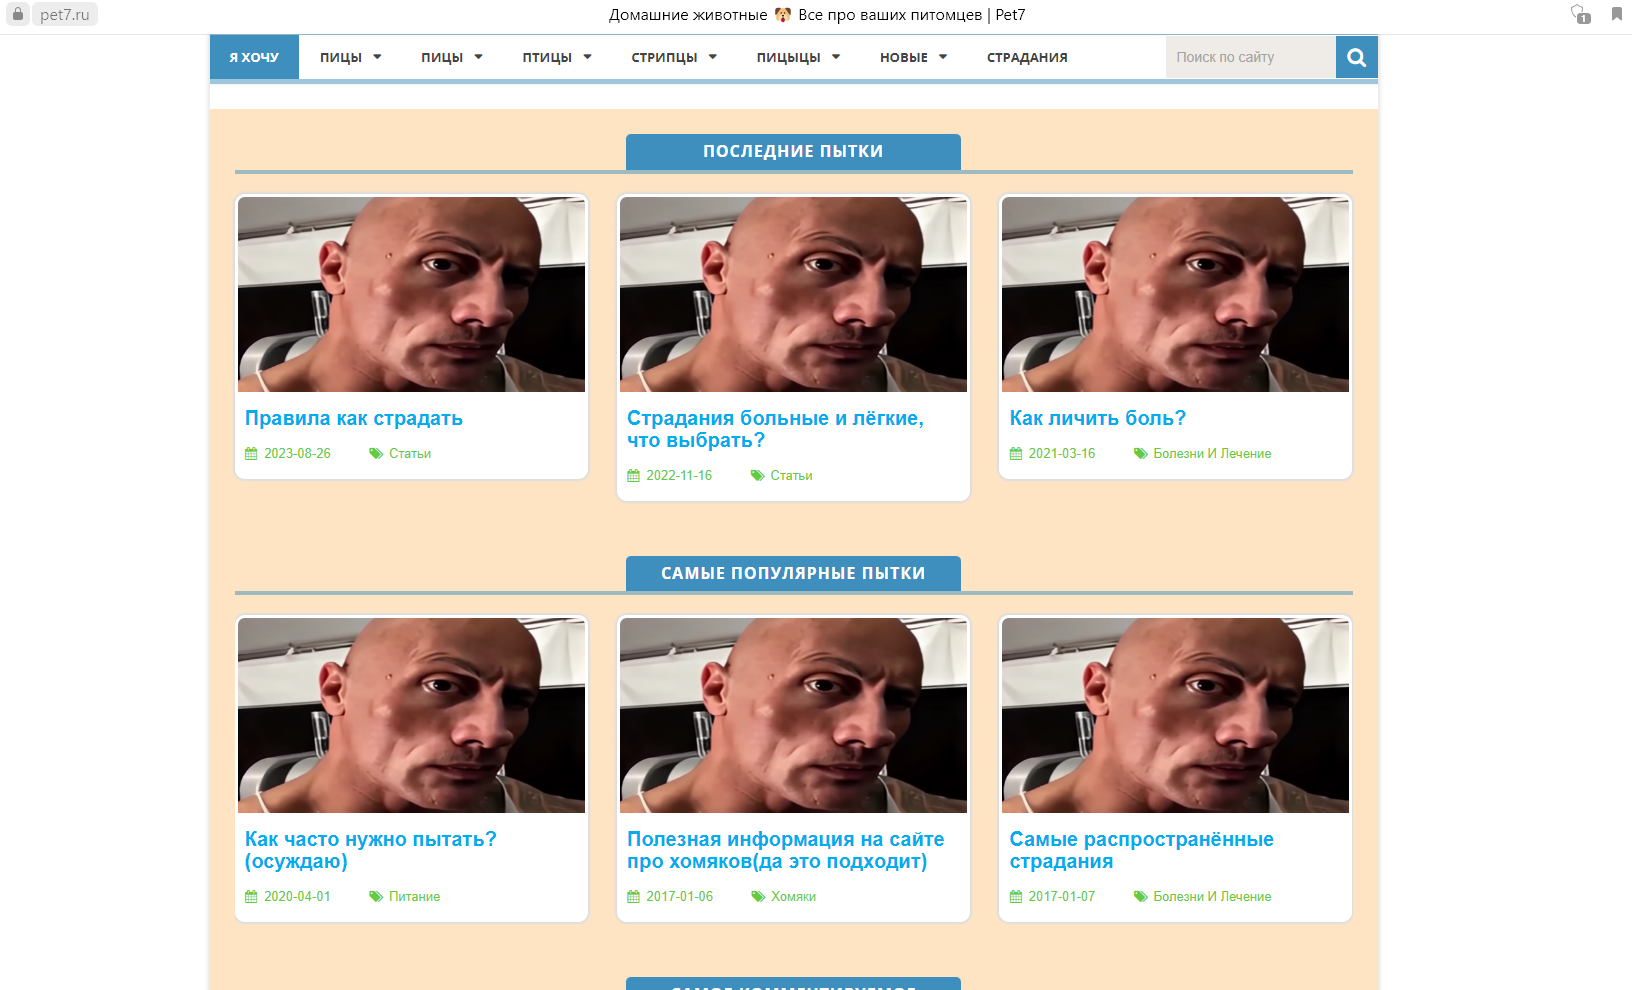 pet7.ru
Домашние животные 🐶 Все про ваших питомцев | Pet7
1
Я ХОЧУ ПИЦЫ ПИЦЫ ПТИЦЫ СТРИПЦЫ ПИЦЫЦЫ НОВЫЕ СТРАДАНИЯ Поиск по сайту
ПОСЛЕДНИЕ ПЫТКИ
Правила как страдать
2023-08-26 Статьи
Страдания больные и лёгкие,
что выбрать?
2022-11-16 Статьи
Как личить боль?
2021-03-16 Болезни И Лечение
САМЫЕ ПОПУЛЯРНЫЕ ПЫТКИ
Как часто нужно пытать?
(осуждаю)
2020-04-01 Питание
Полезная информация на сайте
про хомяков(да это подходит)
2017-01-06 Хомяки
Самые распространённые
страдания
2017-01-07 Болезни И Лечение
САМОЕ КОММЕНТИРУЕМОЕ